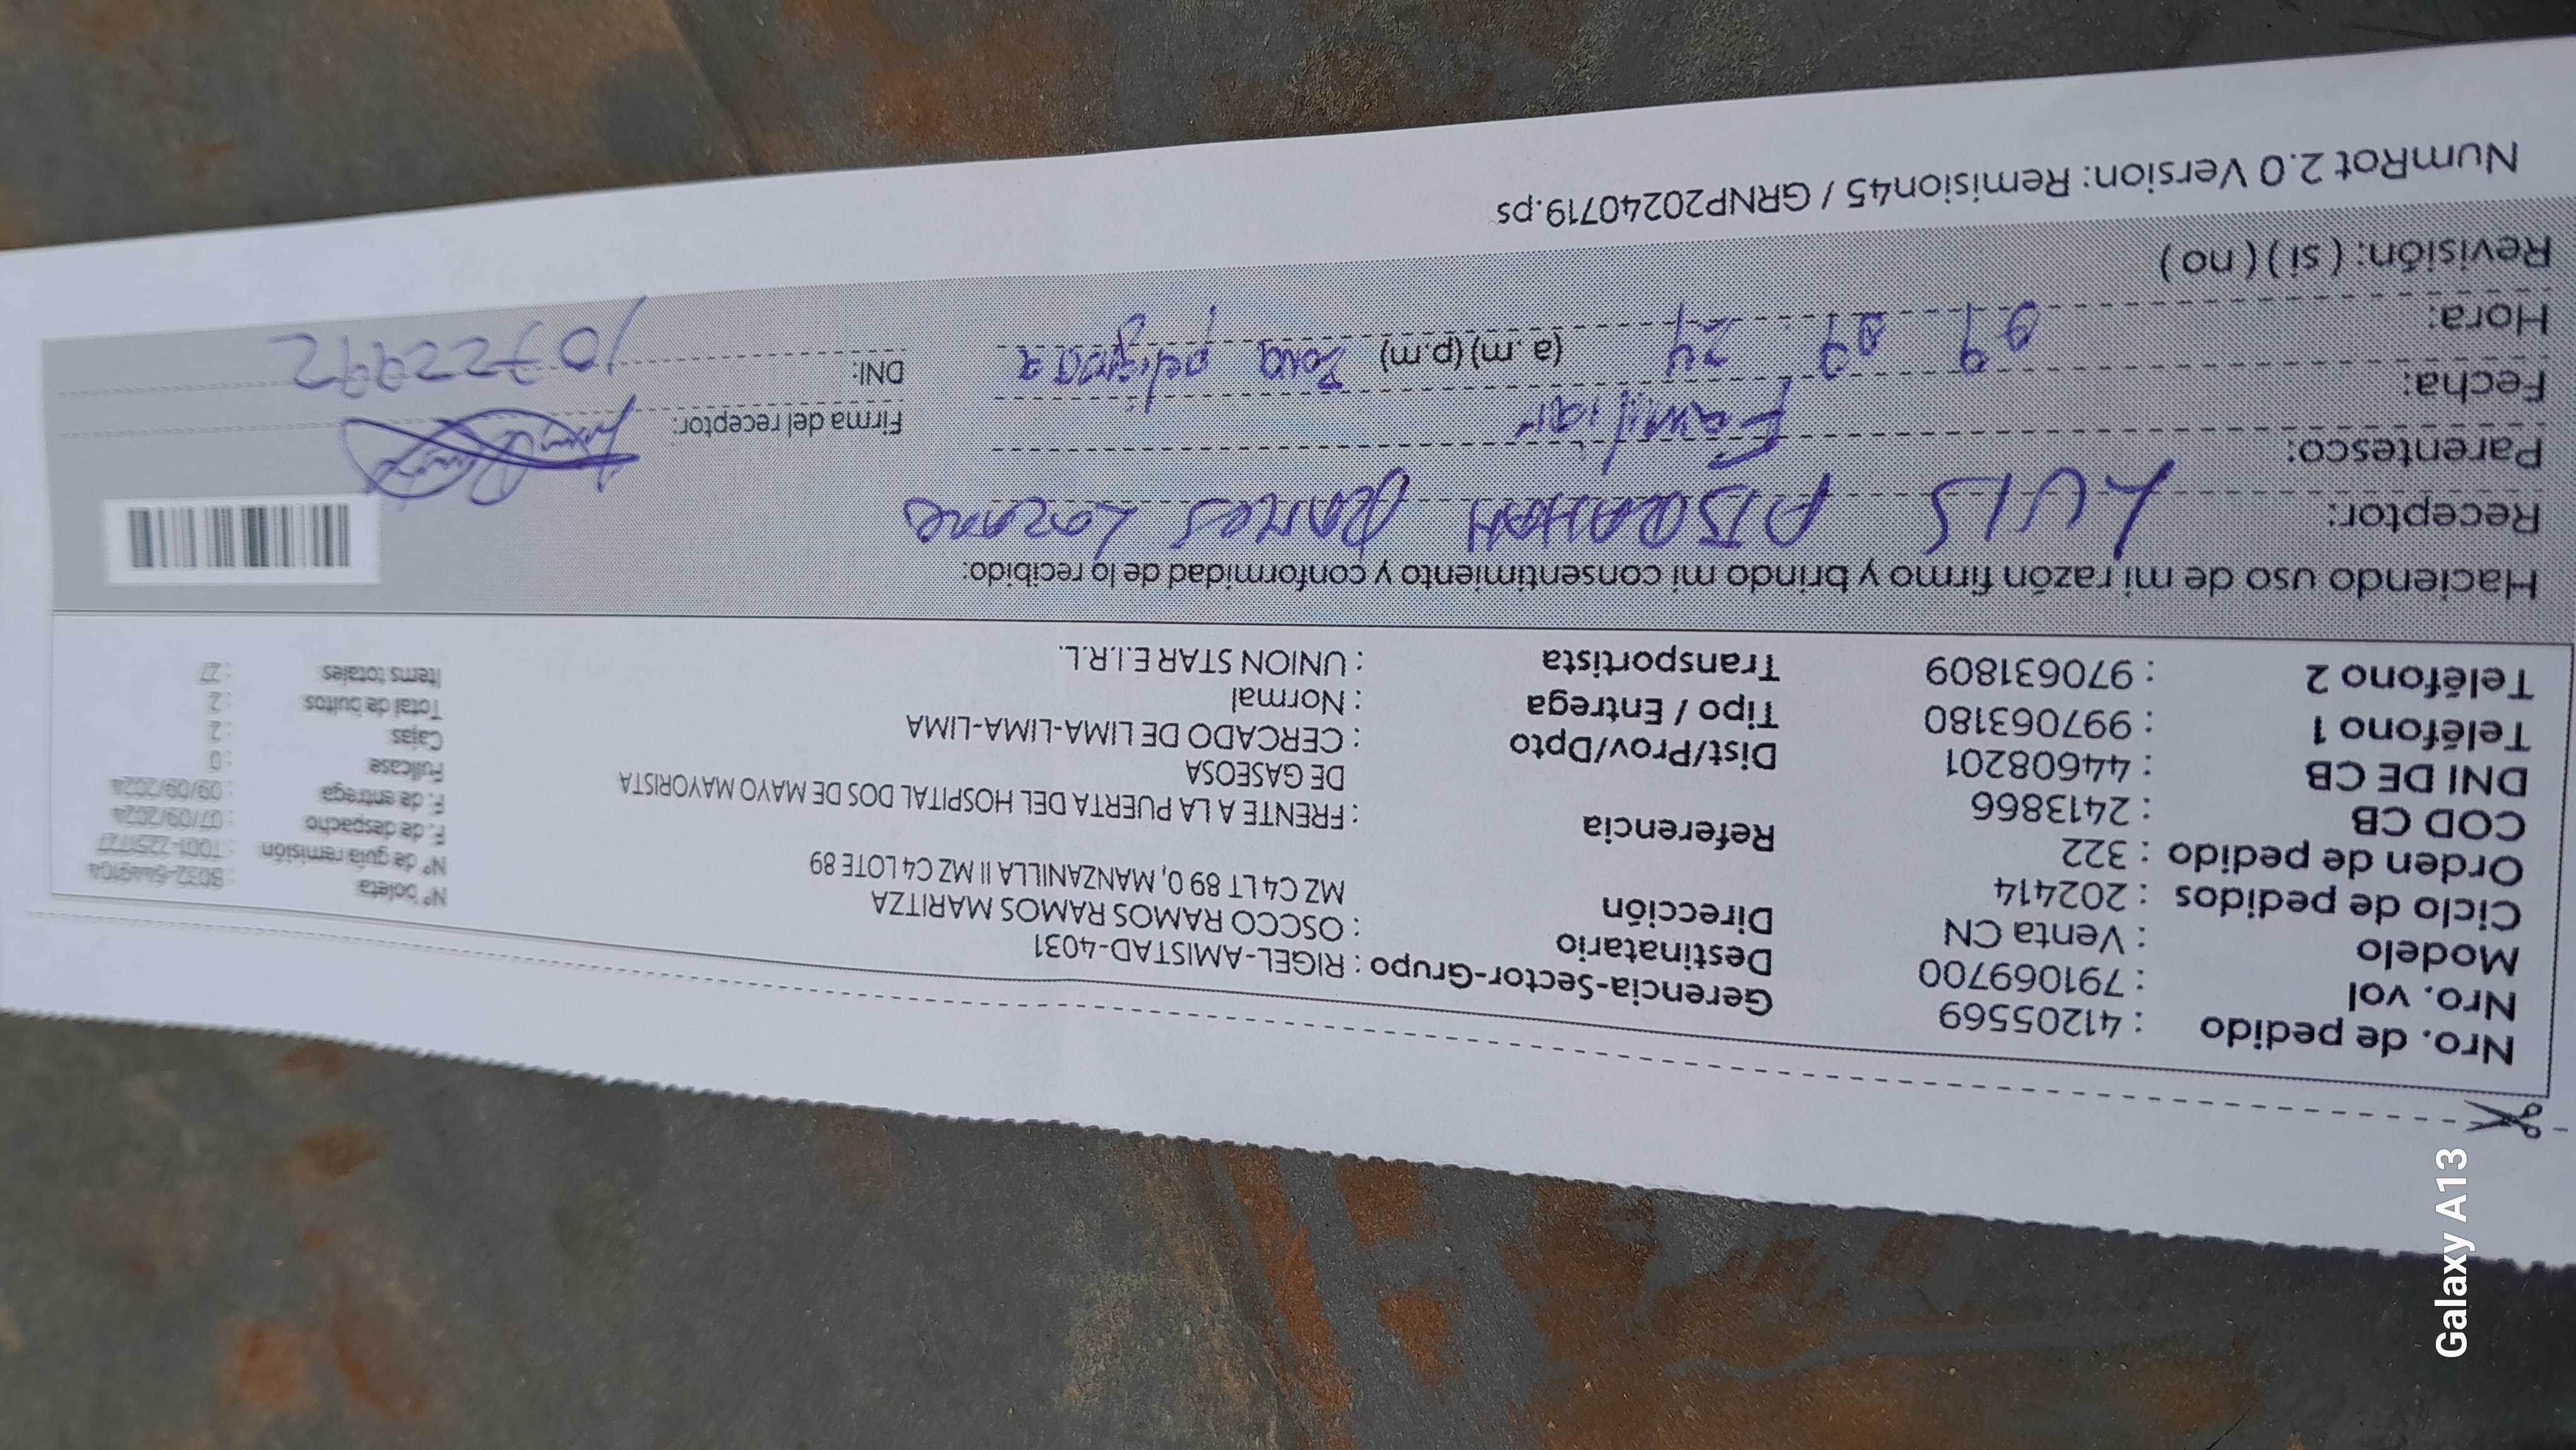 Nro. de pedido : 41205569
Nro. vol : 791069700
Modelo : Venta CN
Ciclo de pedidos : 202414
Orden de pedido : 322
COD CB : 2413866
DNI DE CB : 44608201
Teléfono 1 : 997063180
Teléfono 2 : 970631809
Gerencia-Sector-Grupo : RIGEL-AMISTAD-4031
Destinatario : OSCCO RAMOS RAMOS MARITZA
Dirección MZ C4 LT 89 0, MANZANILLA II MZ C4 LOTE 89
Referencia : FRENTE A LA PUERTA DEL HOSPITAL DOS DE MAYO MAYORISTA
DE GASEOSA
Dist/Prov/Dpto : CERCADO DE LIMA-LIMA-LIMA
Tipo / Entrega : Normal
Transportista : UNION STAR E.I.R.L.
Nº boleta
Nº de guía remisión
F. de despacho : 07/09/2024
F. de entrega : 09/09/2024
Fullcase : 0
Cajas : 2
Total de bultos : 2
Items totales : 27
Haciendo uso de mi razón firmo y brindo mi consentimiento y conformidad de lo recibido:
Receptor: LUIS ABRAHAM RAMOS Lozano
Parentesco: Familiar
Fecha: 09 09 24
Hora: (a.m) (p.m) Zona peligrosa
Revisión: ( si ) ( no )
Firma del receptor:
DNI: 10722992
NumRot 2.0 Version: Remision45 / GRNP20240719.ps
Galaxy A13